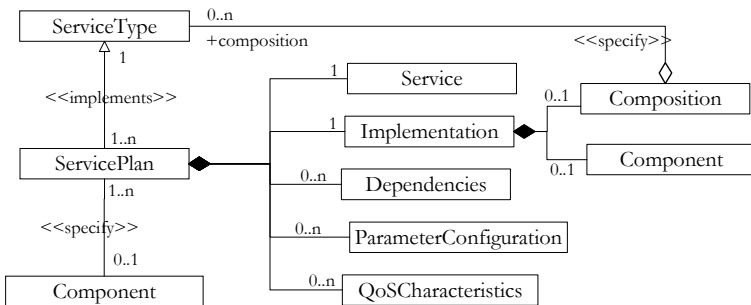 ServiceType
0..n
+composition
<<specify>>
1
<<implements>>
1..n
ServicePlan
1..n
<<specify>>
0..1
Component
1
Service
1
Implementation
0..1
Composition
0..1
Component
0..n
Dependencies
0..n
ParameterConfiguration
0..n
QoSCharacteristics